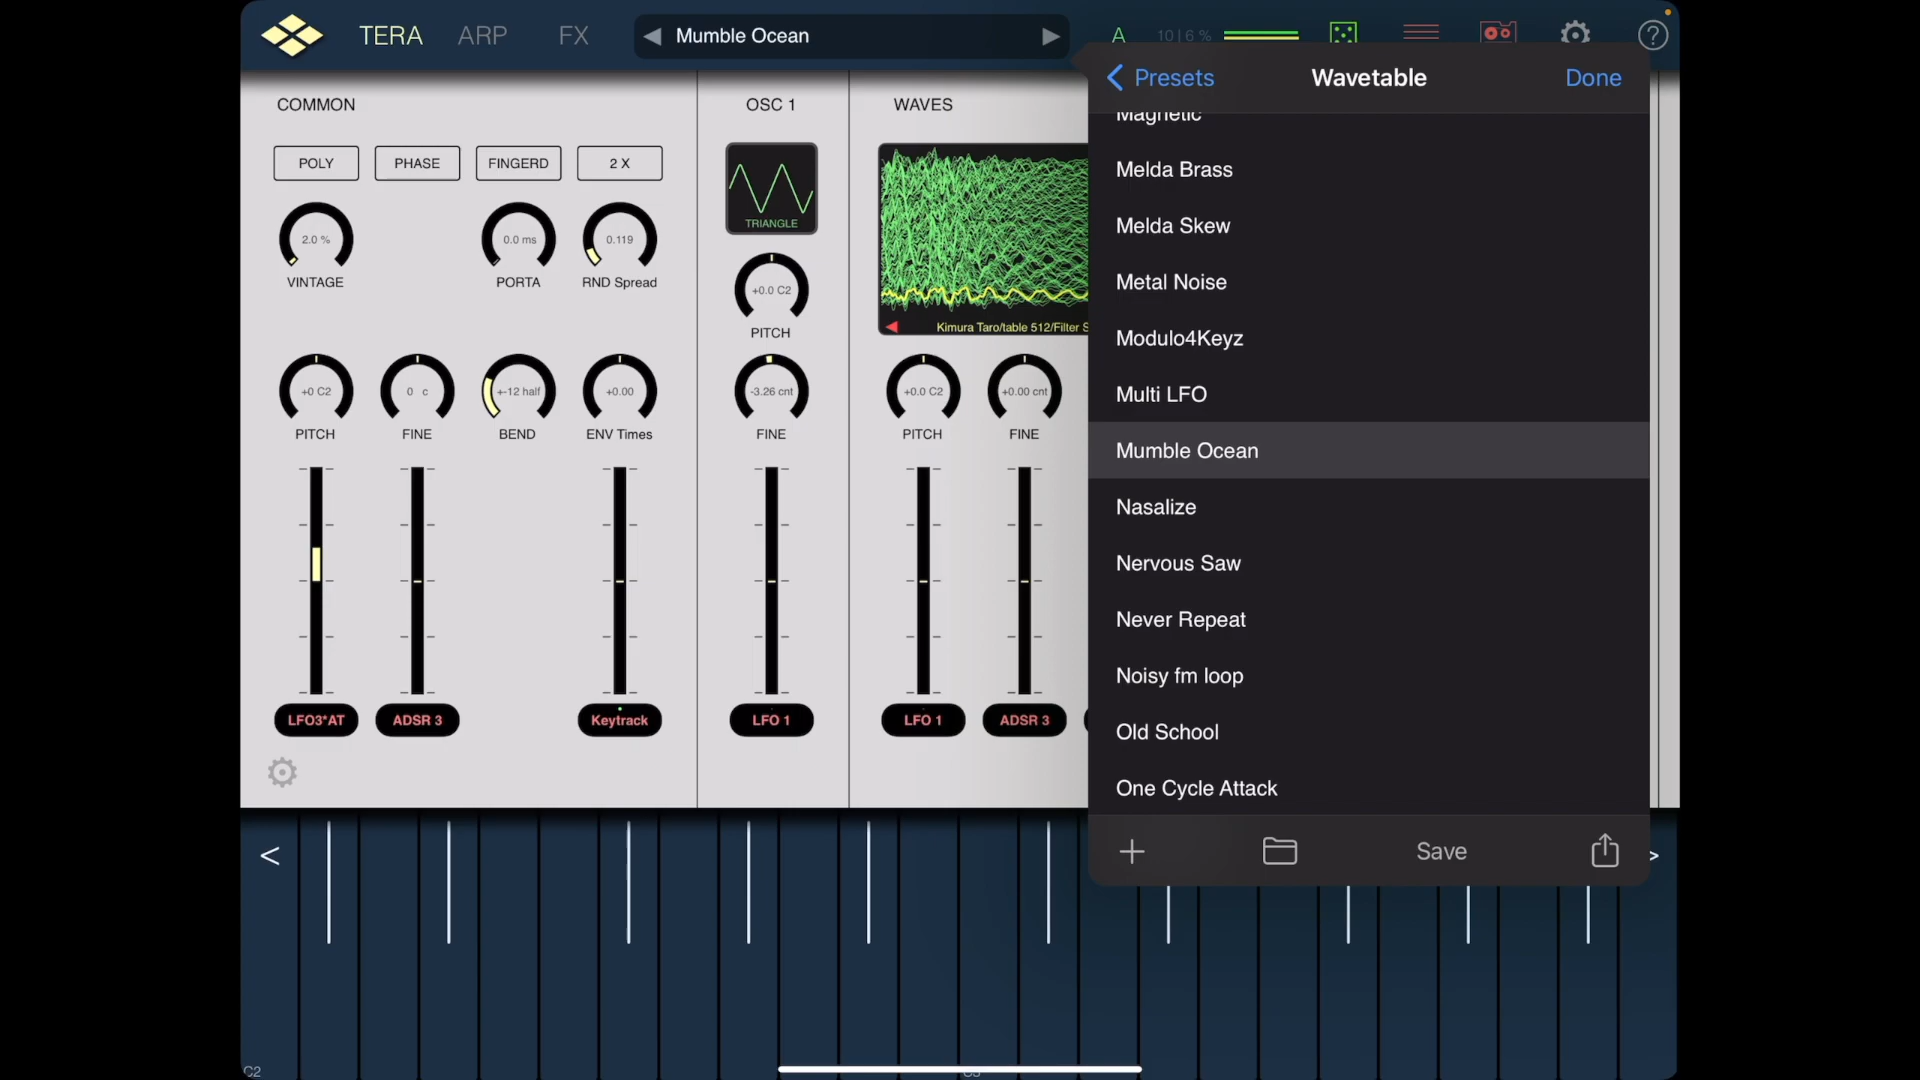 TERA ARP FX
Mumble Ocean
A 10|6 %
Presets Wavetable Done
COMMON
POLY PHASE FINGERD 2 X
2.0 % 0.0 ms 0.119
VINTAGE PORTA RND Spread
+0 C2 0 c +-12 half +0.00
PITCH FINE BEND ENV Times
LFO3*AT ADSR 3 Keytrack
OSC 1
TRIANGLE
+0.0 C2
PITCH
-3.26 cnt
FINE
LFO 1
WAVES
Kimura Taro/table 512/Filter S
+0.0 C2 +0.00 cnt
PITCH FINE
LFO 1 ADSR 3
Magnetic
Melda Brass
Melda Skew
Metal Noise
Modulo4Keyz
Multi LFO
Mumble Ocean
Nasalize
Nervous Saw
Never Repeat
Noisy fm loop
Old School
One Cycle Attack
Save
< >
C2 C3